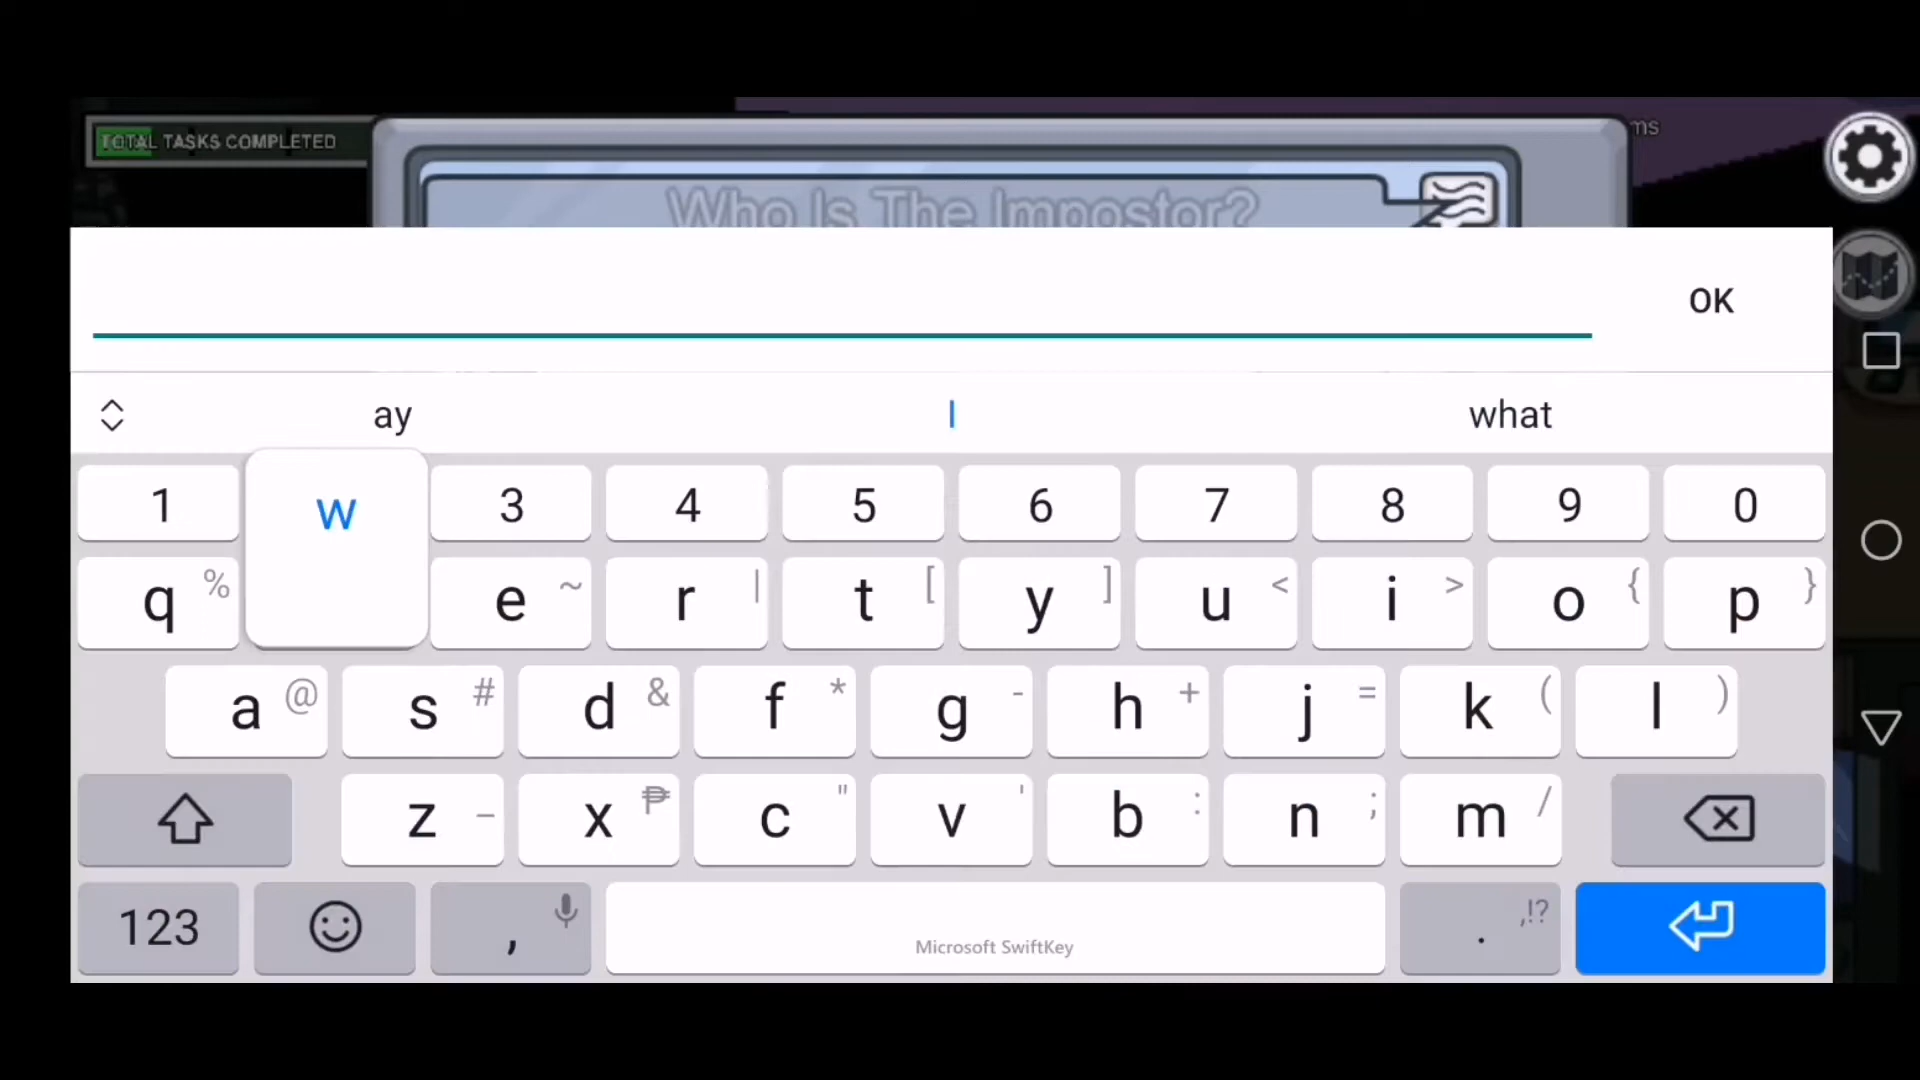 TOTAL TASKS COMPLETED
ms
Who Is The Impostor?
OK
ay I what
1 w 3 4 5 6 7 8 9 0
q % e ~ r | t [ y ] u < i > o { p }
a @ s # d & f * g - h + j = k ( l )
z _ x ₱ c " v ' b : n ; m /
123 , Microsoft SwiftKey . ,!?